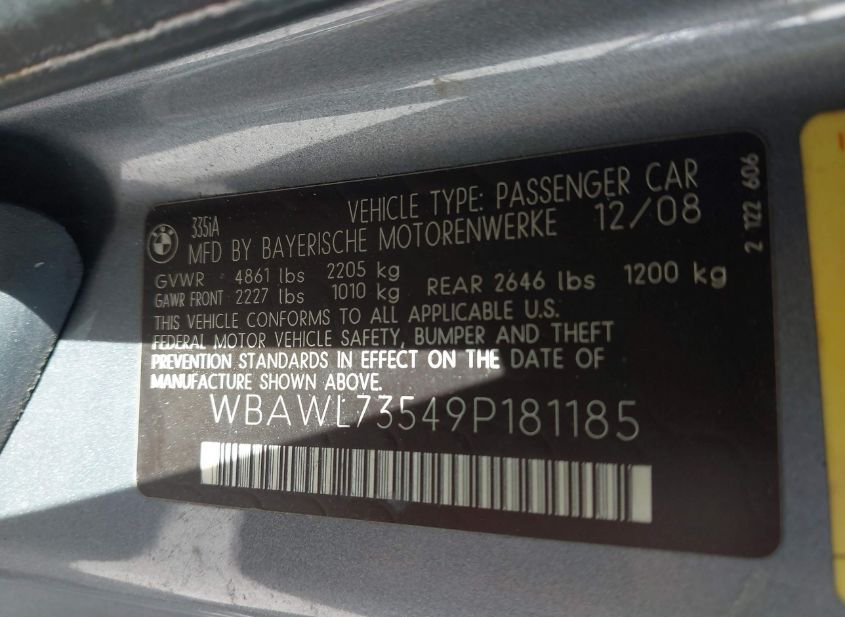 BMW
335iA VEHICLE TYPE: PASSENGER CAR
MFD BY BAYERISCHE MOTORENWERKE 12/08
GVWR 4861 lbs 2205 kg
GAWR FRONT 2227 lbs 1010 kg REAR 2646 lbs 1200 kg
THIS VEHICLE CONFORMS TO ALL APPLICABLE U.S.
FEDERAL MOTOR VEHICLE SAFETY, BUMPER AND THEFT
PREVENTION STANDARDS IN EFFECT ON THE DATE OF
MANUFACTURE SHOWN ABOVE.
WBAWL73549P181185
2 122 606